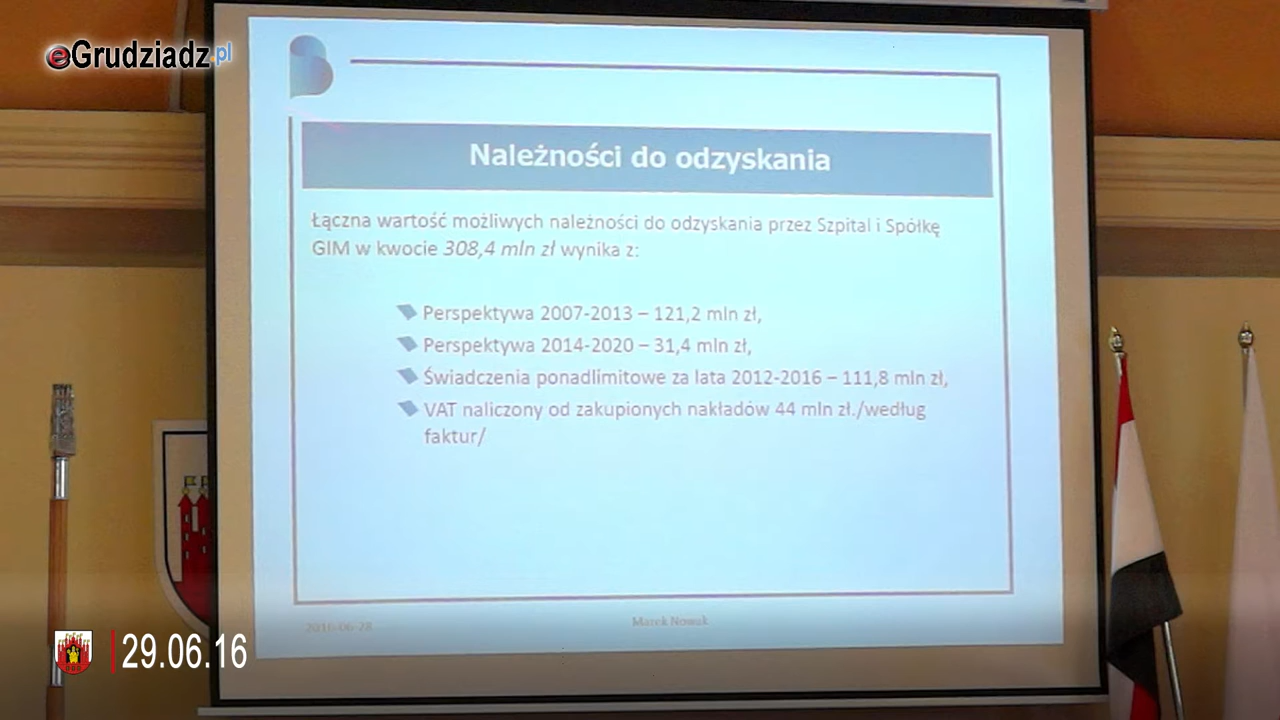 eGrudziadz.pl
Należności do odzyskania
Łączna wartość możliwych należności do odzyskania przez Szpital i Spółkę
GIM w kwocie 308,4 mln zł wynika z:
Perspektywa 2007-2013 – 121,2 mln zł,
Perspektywa 2014-2020 – 31,4 mln zł,
Świadczenia ponadlimitowe za lata 2012-2016 – 111,8 mln zł,
VAT naliczony od zakupionych nakładów 44 mln zł./według
faktur/
2016-06-28
Marek Nowak
29.06.16